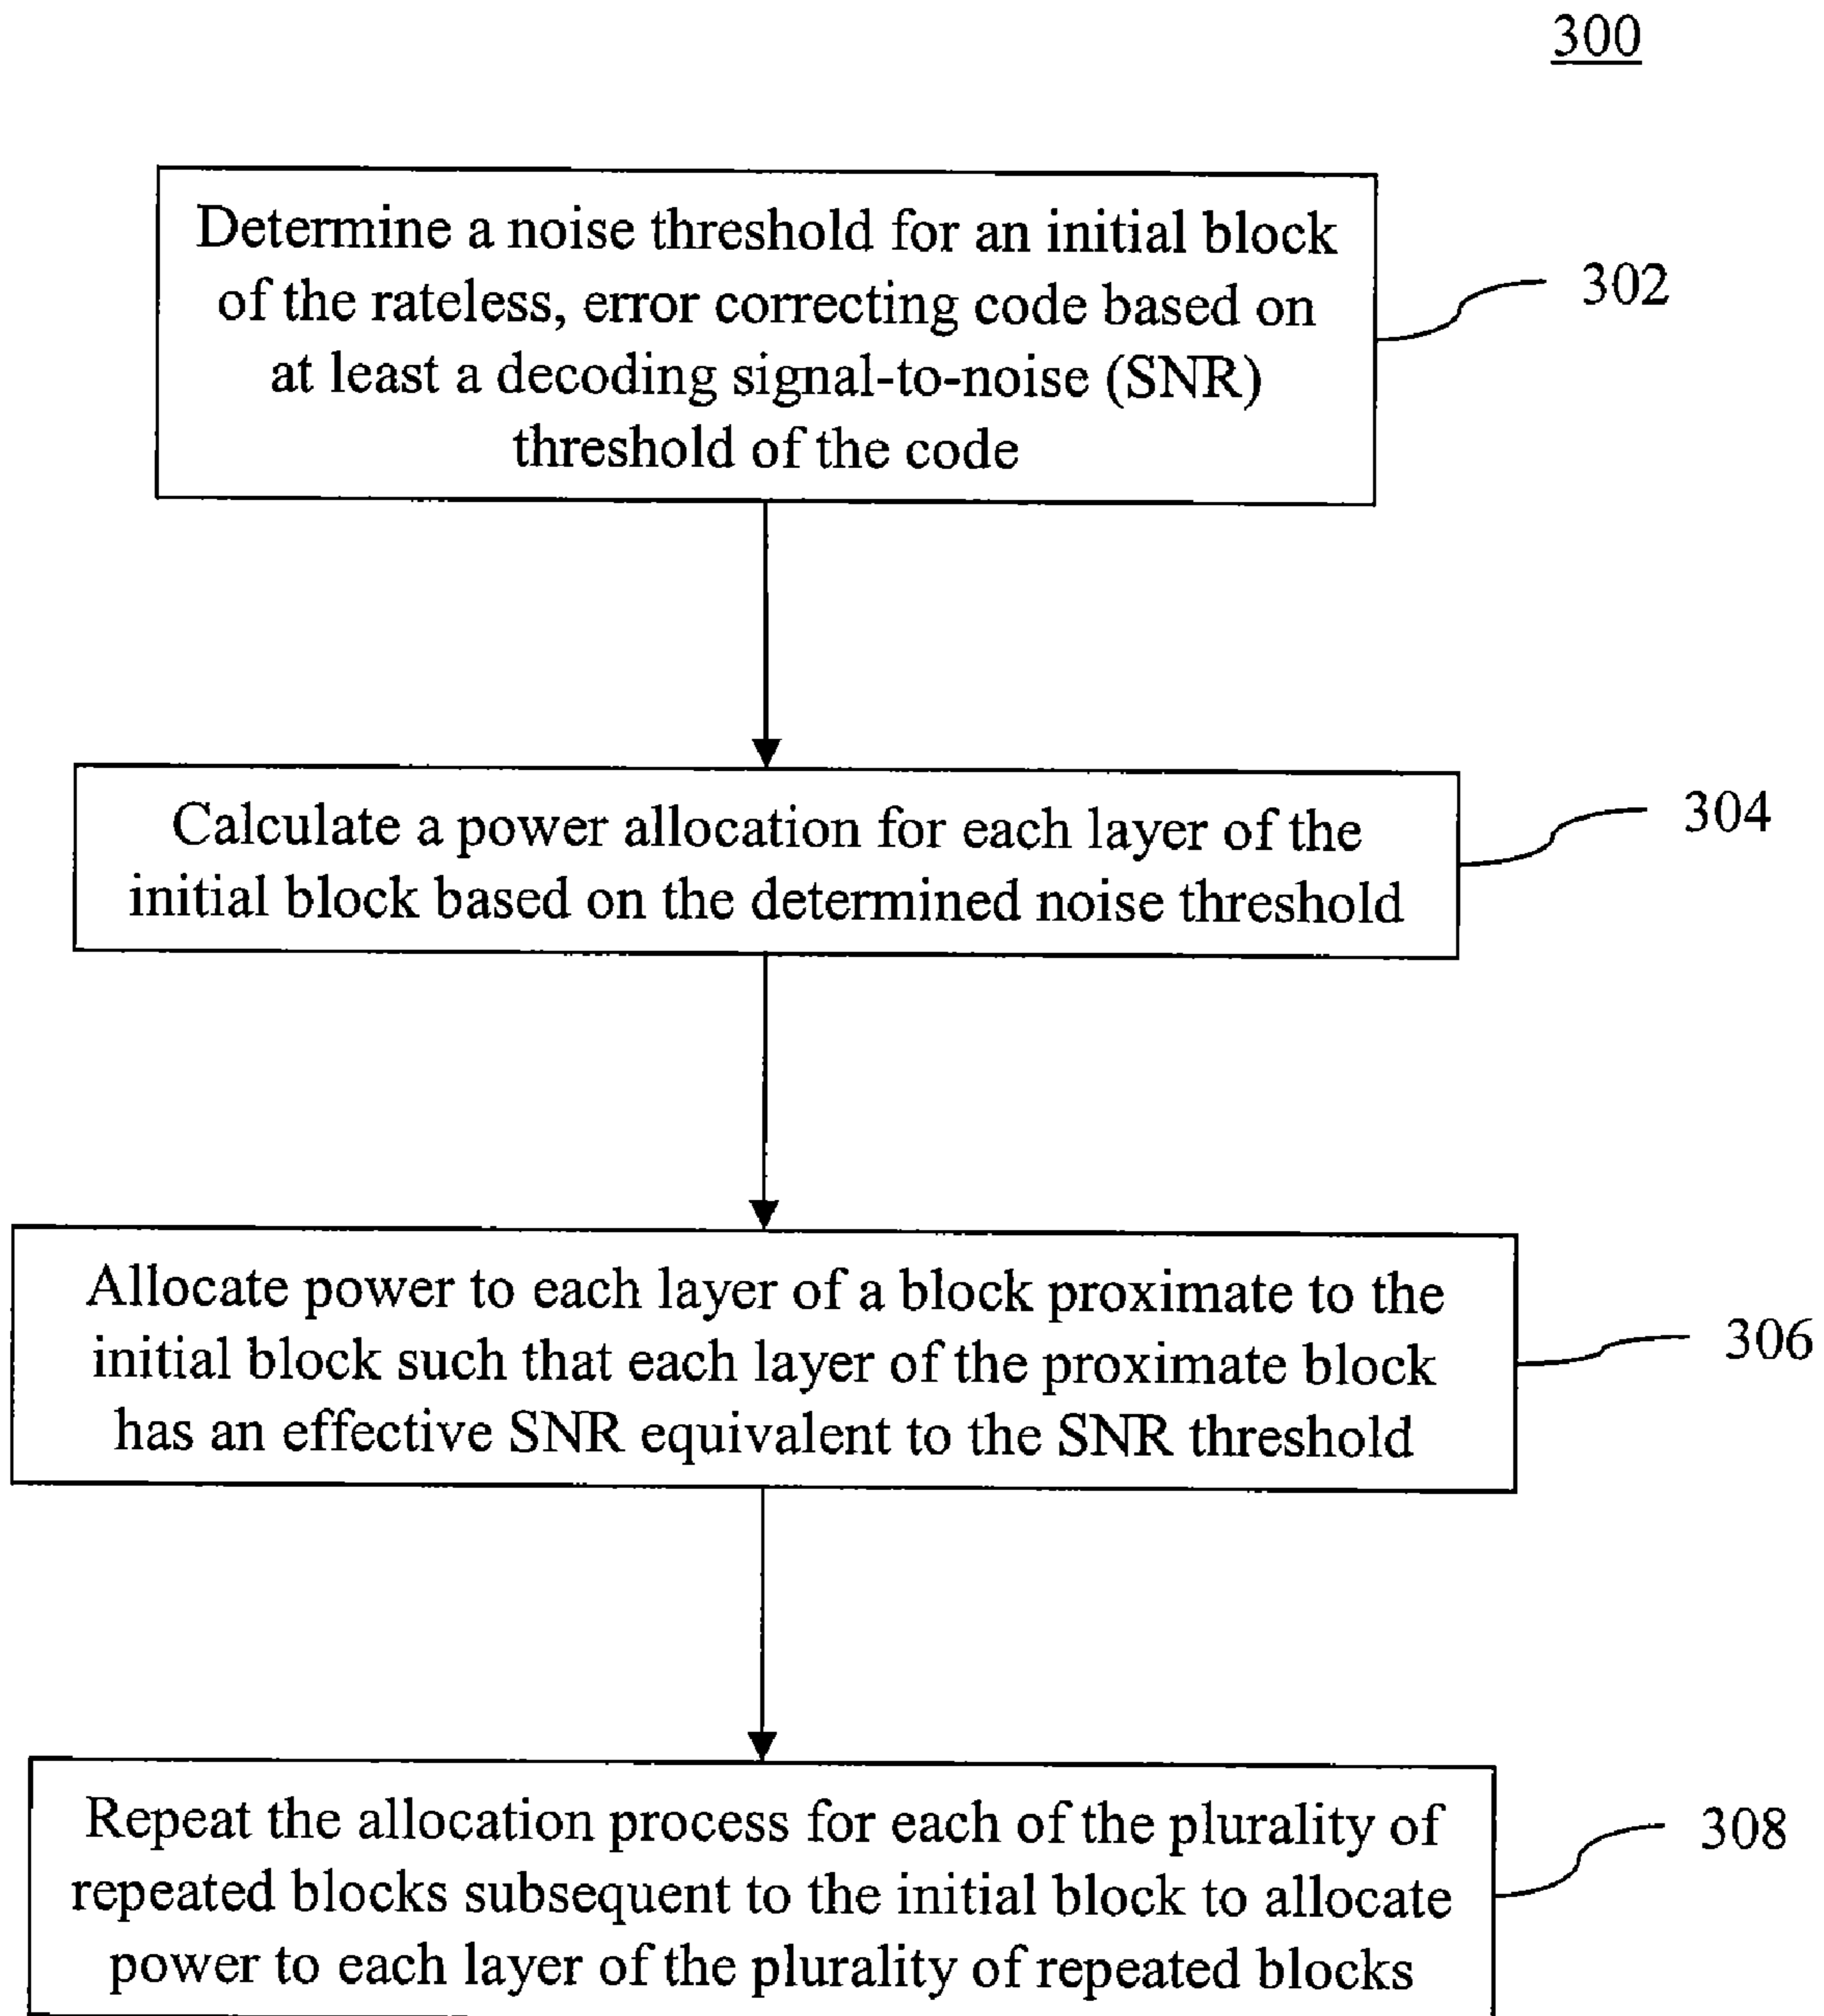 300
Determine a noise threshold for an initial block
of the rateless, error correcting code based on
at least a decoding signal-to-noise (SNR)
threshold of the code
302
Calculate a power allocation for each layer of the
initial block based on the determined noise threshold
304
Allocate power to each layer of a block proximate to the
initial block such that each layer of the proximate block
has an effective SNR equivalent to the SNR threshold
306
Repeat the allocation process for each of the plurality of
repeated blocks subsequent to the initial block to allocate
power to each layer of the plurality of repeated blocks
308